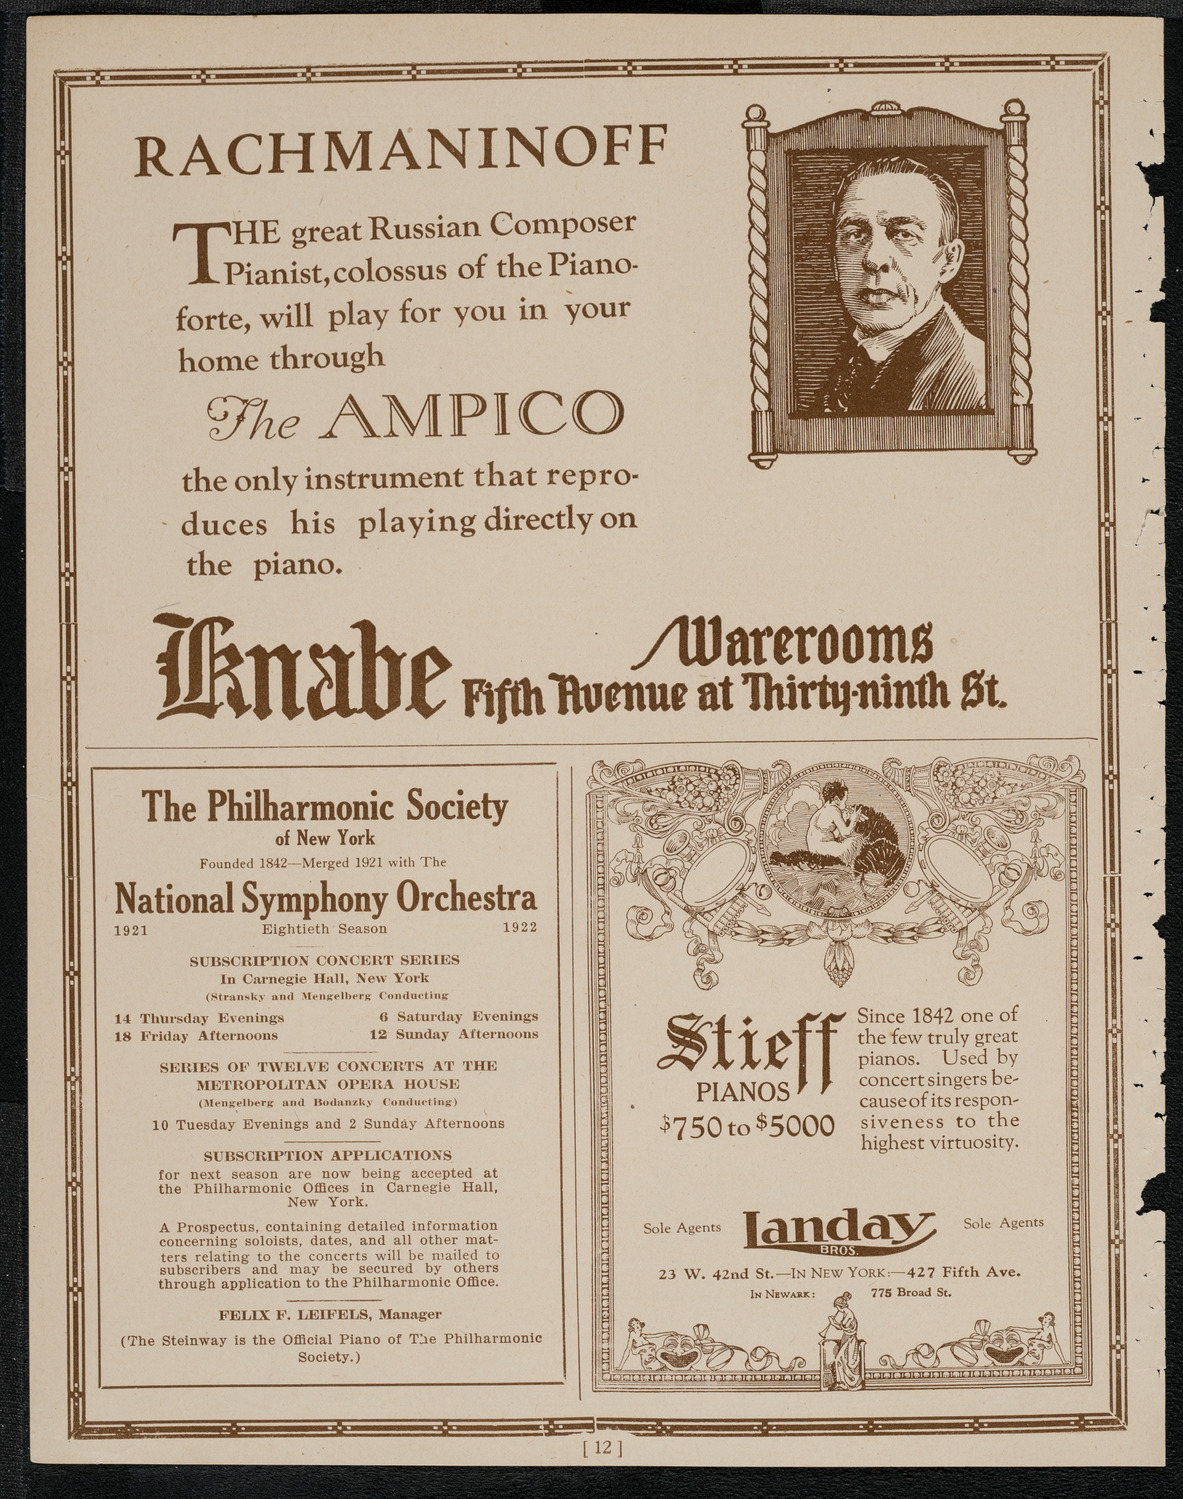 RACHMANINOFF
THE great Russian Composer
Pianist, colossus of the Piano-
forte, will play for you in your
home through
The AMPICO
the only instrument that repro-
duces his playing directly on
the piano.
Knabe Warerooms
Fifth Avenue at Thirty-ninth St.
The Philharmonic Society
of New York
Founded 1842—Merged 1921 with The
National Symphony Orchestra
1921 Eightieth Season 1922
SUBSCRIPTION CONCERT SERIES
In Carnegie Hall, New York
(Stransky and Mengelberg Conducting
14 Thursday Evenings 6 Saturday Evenings
18 Friday Afternoons 12 Sunday Afternoons
SERIES OF TWELVE CONCERTS AT THE
METROPOLITAN OPERA HOUSE
(Mengelberg and Bodanzky Conducting)
10 Tuesday Evenings and 2 Sunday Afternoons
SUBSCRIPTION APPLICATIONS
for next season are now being accepted at
the Philharmonic Offices in Carnegie Hall,
New York.
A Prospectus, containing detailed information
concerning soloists, dates, and all other mat-
ters relating to the concerts will be mailed to
subscribers and may be secured by others
through application to the Philharmonic Office.
FELIX F. LEIFELS, Manager
(The Steinway is the Official Piano of The Philharmonic
Society.)
Stieff
PIANOS
$750 to $5000
Since 1842 one of
the few truly great
pianos. Used by
concert singers be-
cause of its respon-
siveness to the
highest virtuosity.
Sole Agents Landay Sole Agents
BROS.
23 W. 42nd St.—IN NEW YORK:—427 Fifth Ave.
IN NEWARK: 775 Broad St.
[ 12 ]